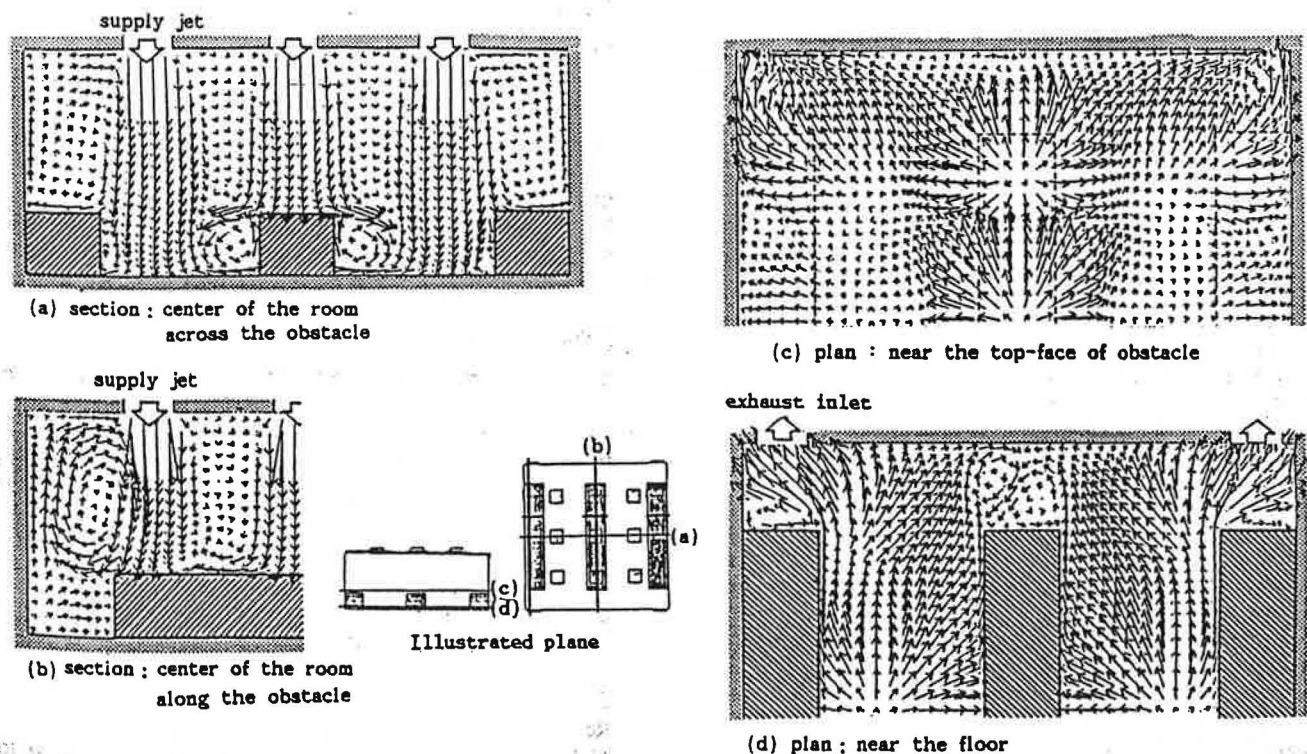 supply jet
(a) section : center of the room
across the obstacle
supply jet
(b) section : center of the room
along the obstacle
(c)
(d)
(b)
(a)
Illustrated plane
(c) plan : near the top-face of obstacle
exhaust inlet
(d) plan ; near the floor